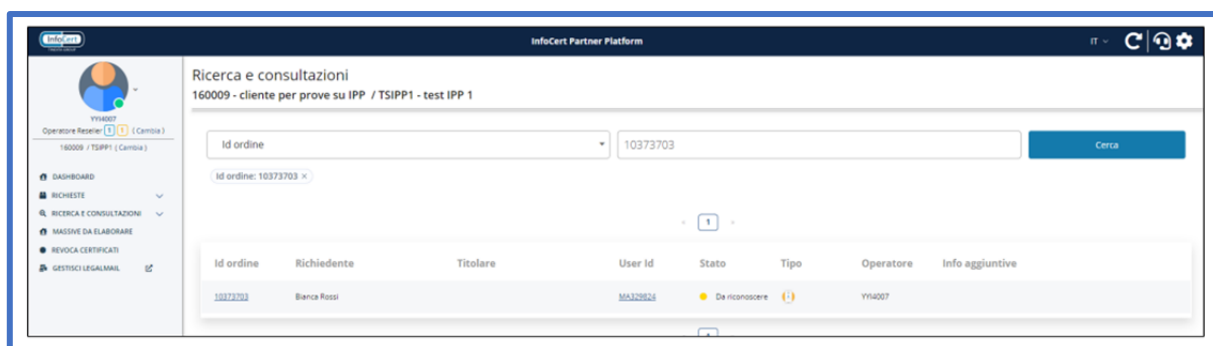 InfoCert
InfoCert Partner Platform
IT
YYI4007
Operatore Reseller 1 1 ( Cambia )
160009 / TSIPP1 ( Cambia )
DASHBOARD
RICHIESTE
RICERCA E CONSULTAZIONI
MASSIVE DA ELABORARE
REVOCA CERTIFICATI
GESTISCI LEGALMAIL
Ricerca e consultazioni
160009 - cliente per prove su IPP / TSIPP1 - test IPP 1
Id ordine 10373703 Cerca
Id ordine: 10373703 ×
« 1 »
Id ordine Richiedente Titolare User Id Stato Tipo Operatore Info aggiuntive
10373703 Bianca Rossi MA329824 Da riconoscere YYI4007
1